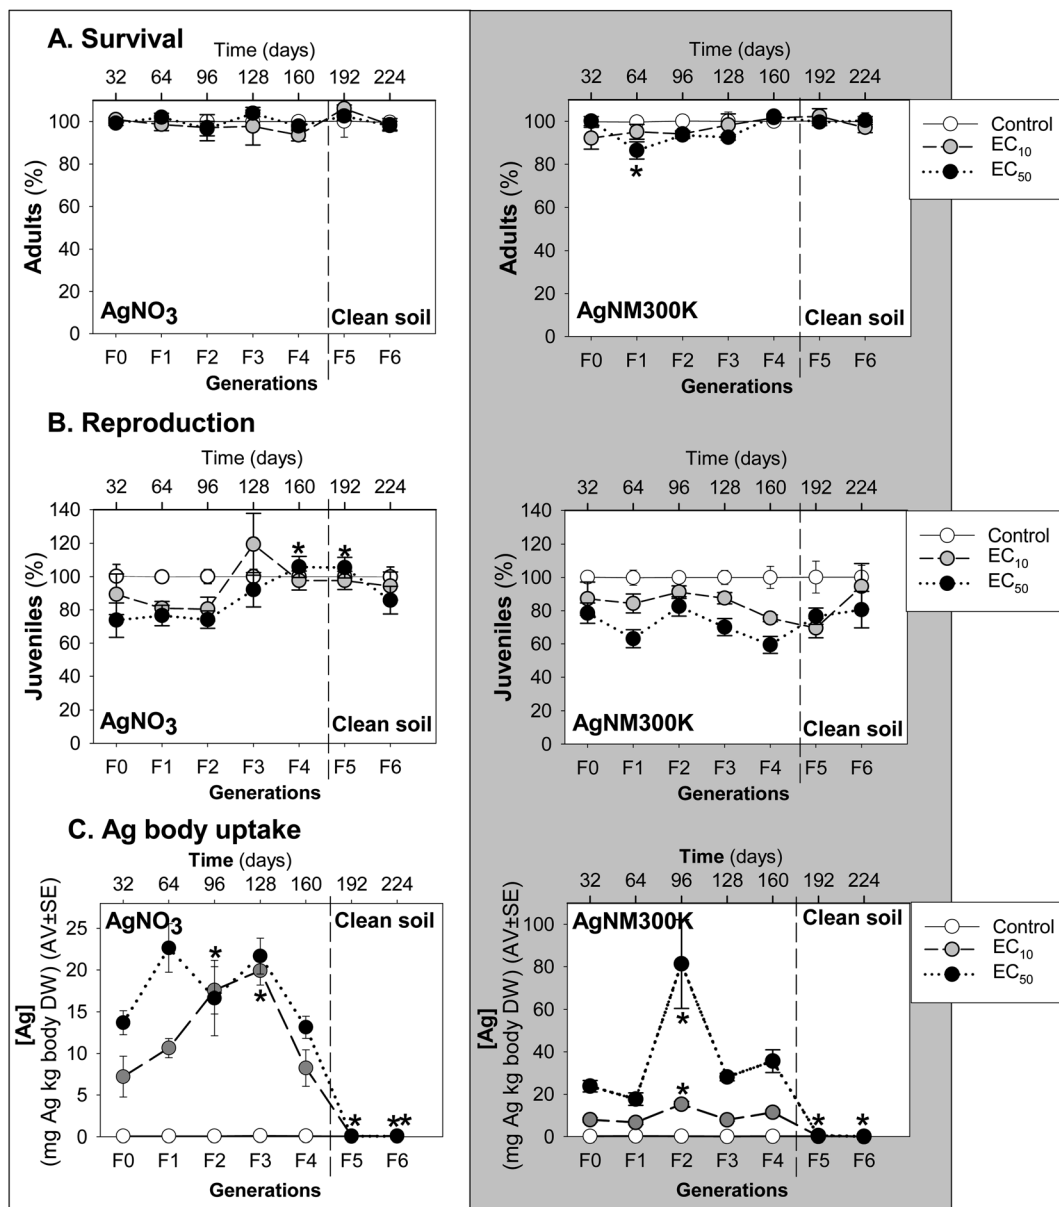 A. Survival
Time (days)
32 64 96 128 160 192 224
100
80
60
40
20
0
Adults (%)
AgNO3
Clean soil
F0 F1 F2 F3 F4 F5 F6
Generations
Time (days)
32 64 96 128 160 192 224
100
80
60
40
20
0
Adults (%)
AgNM300K
Clean soil
F0 F1 F2 F3 F4 F5 F6
Generations
*
Control
EC10
EC50
B. Reproduction
Time (days)
32 64 96 128 160 192 224
140
120
100
80
60
40
20
0
Juveniles (%)
* *
AgNO3
Clean soil
F0 F1 F2 F3 F4 F5 F6
Generations
Time (days)
32 64 96 128 160 192 224
140
120
100
80
60
40
20
0
Juveniles (%)
AgNM300K
Clean soil
F0 F1 F2 F3 F4 F5 F6
Generations
Control
EC10
EC50
C. Ag body uptake
Time (days)
32 64 96 128 160 192 224
AgNO3
Clean soil
25
20
15
10
5
0
[Ag]
(mg Ag kg body DW) (AV±SE)
*
*
* **
F0 F1 F2 F3 F4 F5 F6
Generations
Time (days)
32 64 96 128 160 192 224
AgNM300K
Clean soil
100
80
60
40
20
0
[Ag]
(mg Ag kg body DW) (AV±SE)
*
*
* *
F0 F1 F2 F3 F4 F5 F6
Generations
Control
EC10
EC50